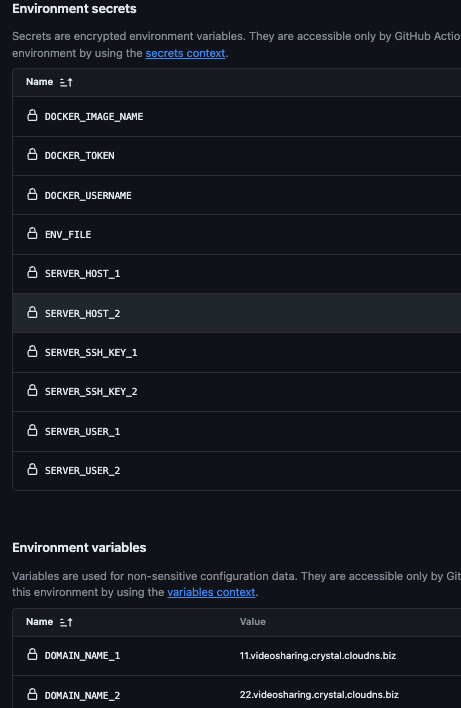 Environment secrets
Secrets are encrypted environment variables. They are accessible only by GitHub Actio
environment by using the secrets context.
Name
DOCKER_IMAGE_NAME
DOCKER_TOKEN
DOCKER_USERNAME
ENV_FILE
SERVER_HOST_1
SERVER_HOST_2
SERVER_SSH_KEY_1
SERVER_SSH_KEY_2
SERVER_USER_1
SERVER_USER_2
Environment variables
Variables are used for non-sensitive configuration data. They are accessible only by Git
this environment by using the variables context.
Name Value
DOMAIN_NAME_1 11.videosharing.crystal.cloudns.biz
DOMAIN_NAME_2 22.videosharing.crystal.cloudns.biz